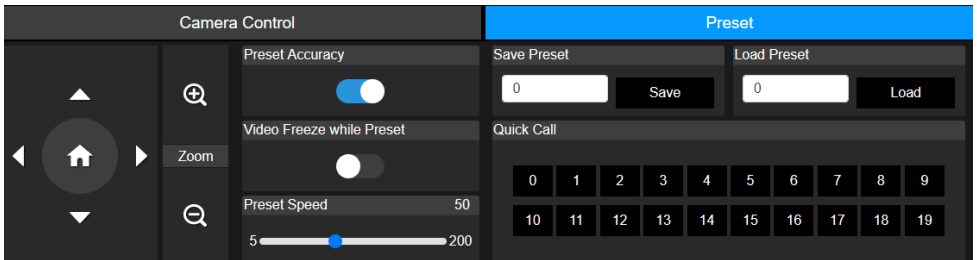 Camera Control
Preset
Preset Accuracy
Save Preset
Load Preset
0
Save
0
Load
Video Freeze while Preset
Quick Call
Zoom
0 1 2 3 4 5 6 7 8 9
Preset Speed 50
10 11 12 13 14 15 16 17 18 19
5 200